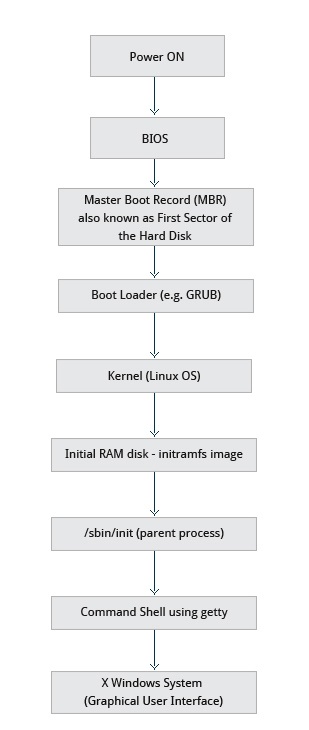 Power ON
BIOS
Master Boot Record (MBR)
also known as First Sector of
the Hard Disk
Boot Loader (e.g. GRUB)
Kernel (Linux OS)
Initial RAM disk - initramfs image
/sbin/init (parent process)
Command Shell using getty
X Windows System
(Graphical User Interface)